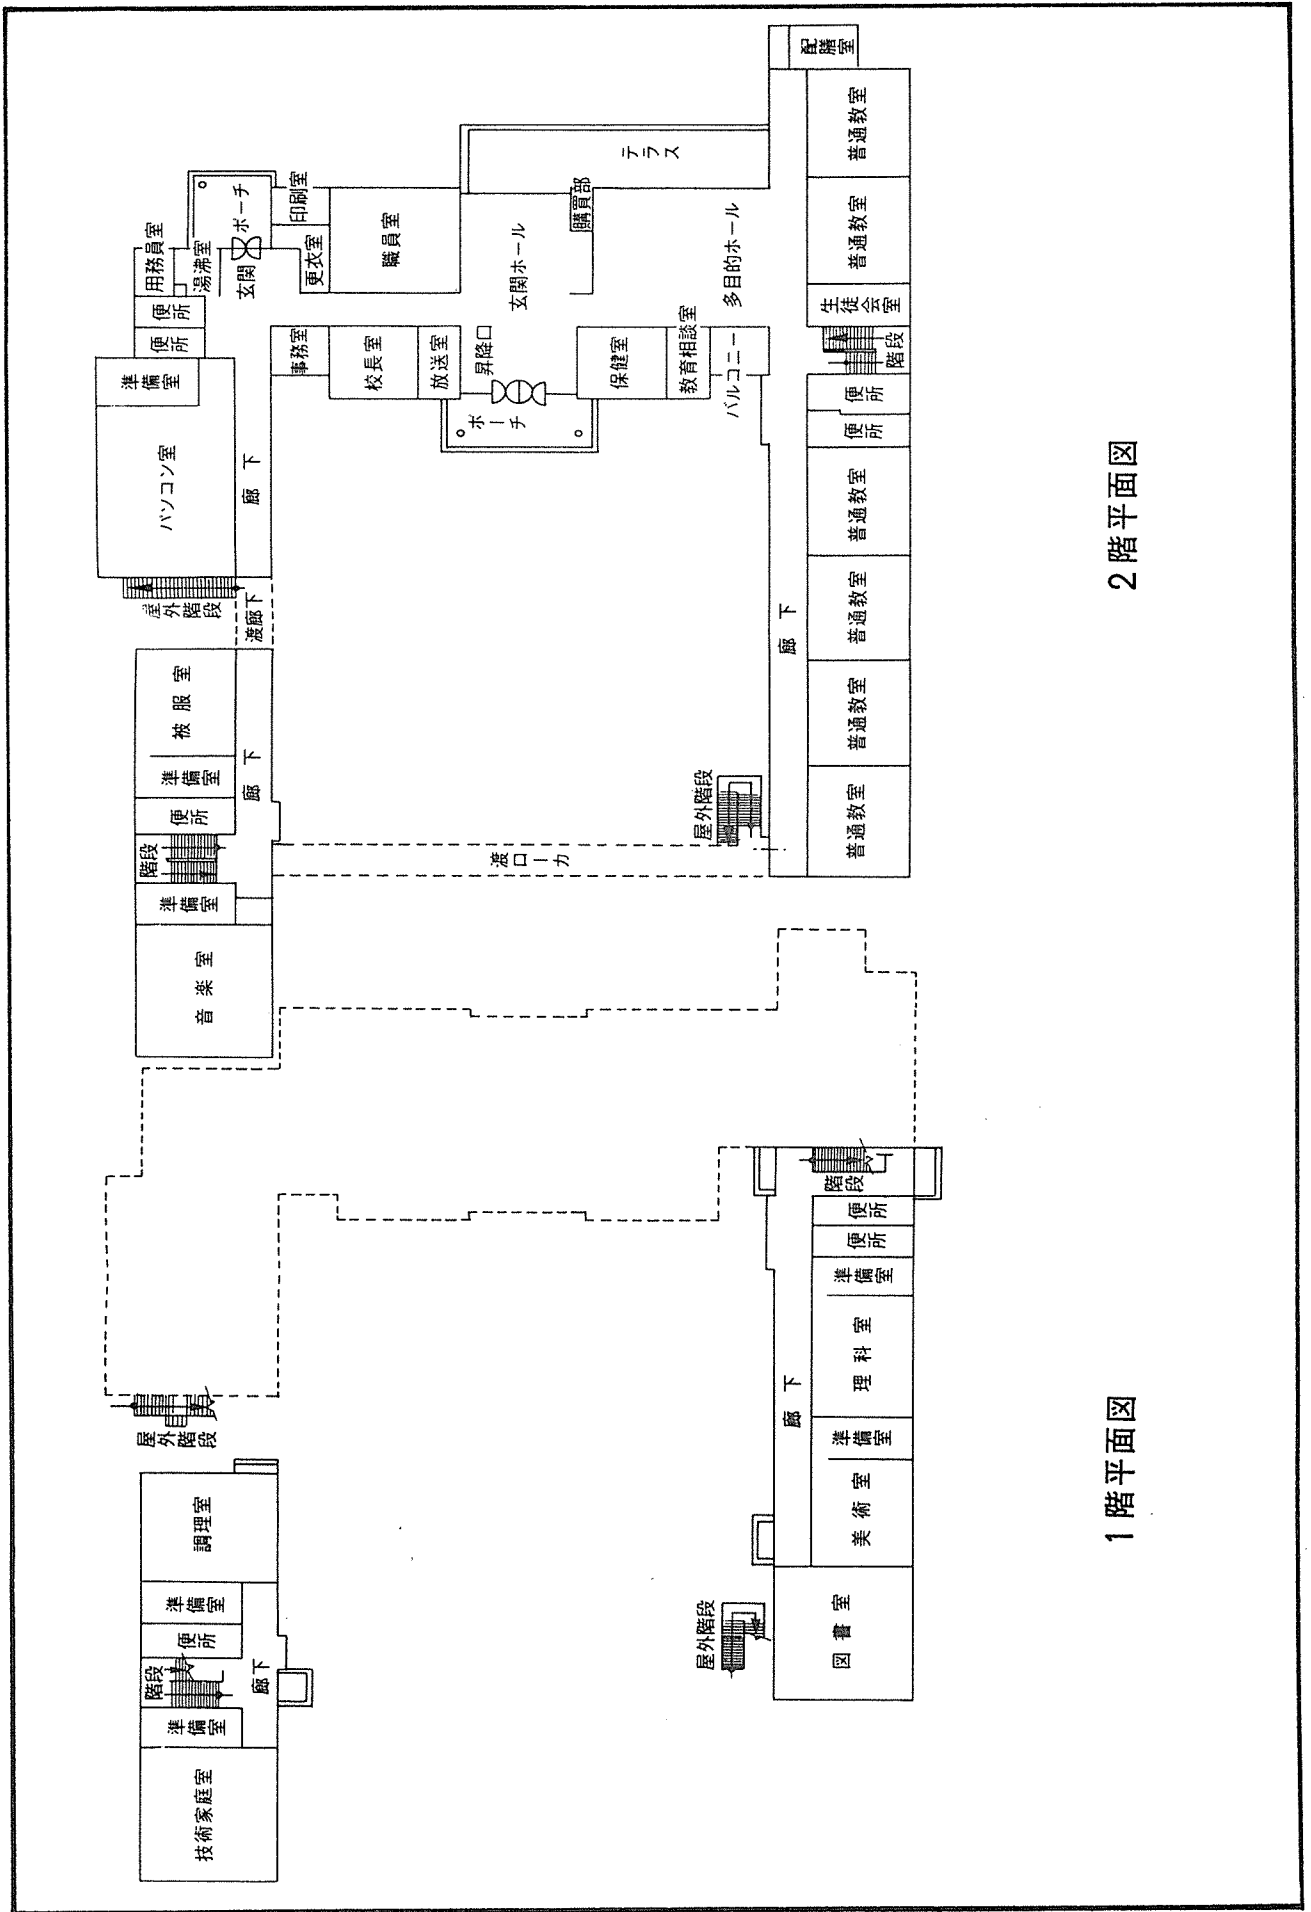 技術家庭室
準備室
階段
便所
準備室
調理室
廊下
屋外階段
図書室
美術室
準備室
理科室
準備室
便所
便所
階段
廊下
屋外階段
1階平面図
音楽室
準備室
階段
便所
準備室
被服室
廊下
渡廊下
屋外階段
パソコン室
準備室
廊下
便所
便所
用務員室
湯沸室
玄関
ポーチ
事務室
更衣室
印刷室
校長室
職員室
放送室
昇降口
玄関ホール
ポーチ
購買部
テラス
保健室
教育相談室
多目的ホール
バルコニー
渡ローカ
屋外階段
廊下
普通教室
普通教室
普通教室
普通教室
便所
便所
階段
生徒会室
普通教室
普通教室
配膳室
2階平面図